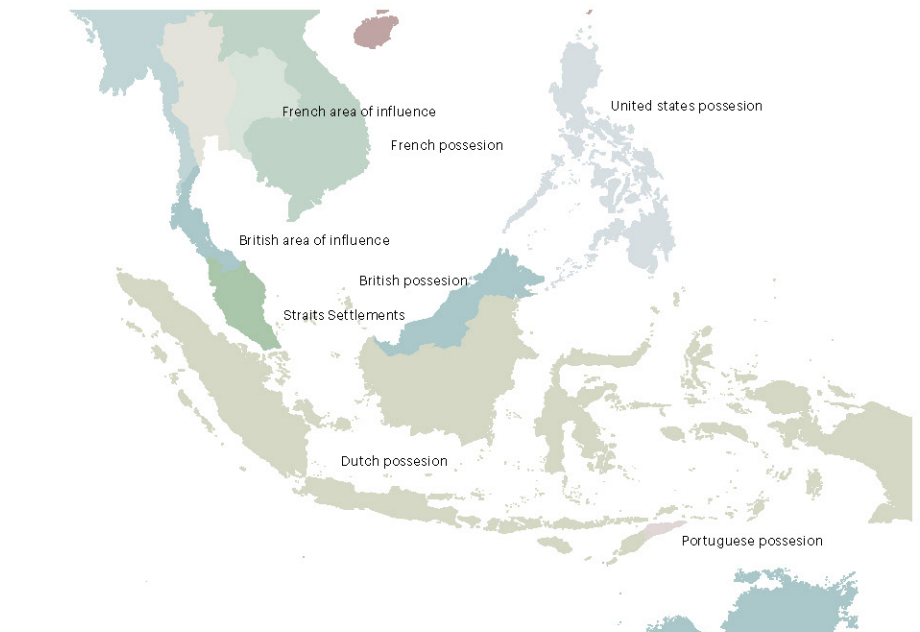 United states possesion
French area of influence
French possesion
British area of influence
British possesion
Straits Settlements
Dutch possesion
Portuguese possesion